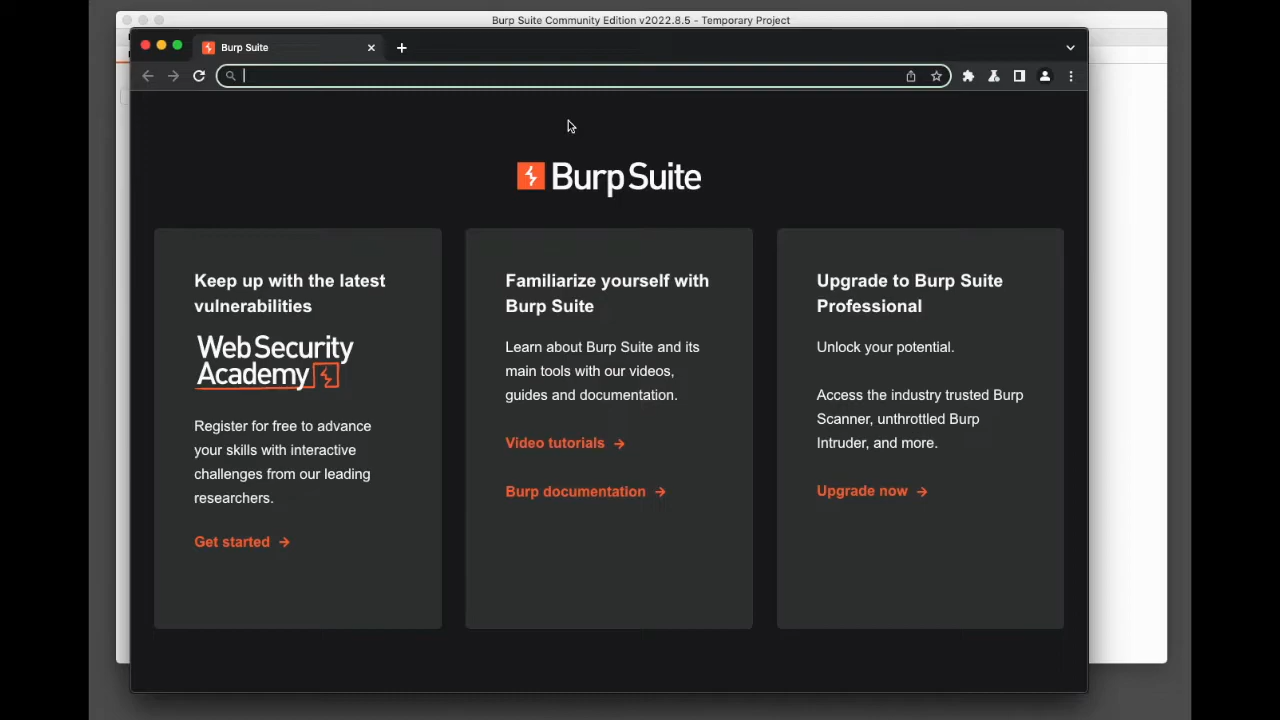 Burp Suite Community Edition v2022.8.5 - Temporary Project
Burp Suite
Burp Suite
Keep up with the latest
vulnerabilities
Web Security
Academy
Register for free to advance
your skills with interactive
challenges from our leading
researchers.
Get started →
Familiarize yourself with
Burp Suite
Learn about Burp Suite and its
main tools with our videos,
guides and documentation.
Video tutorials →
Burp documentation →
Upgrade to Burp Suite
Professional
Unlock your potential.
Access the industry trusted Burp
Scanner, unthrottled Burp
Intruder, and more.
Upgrade now →